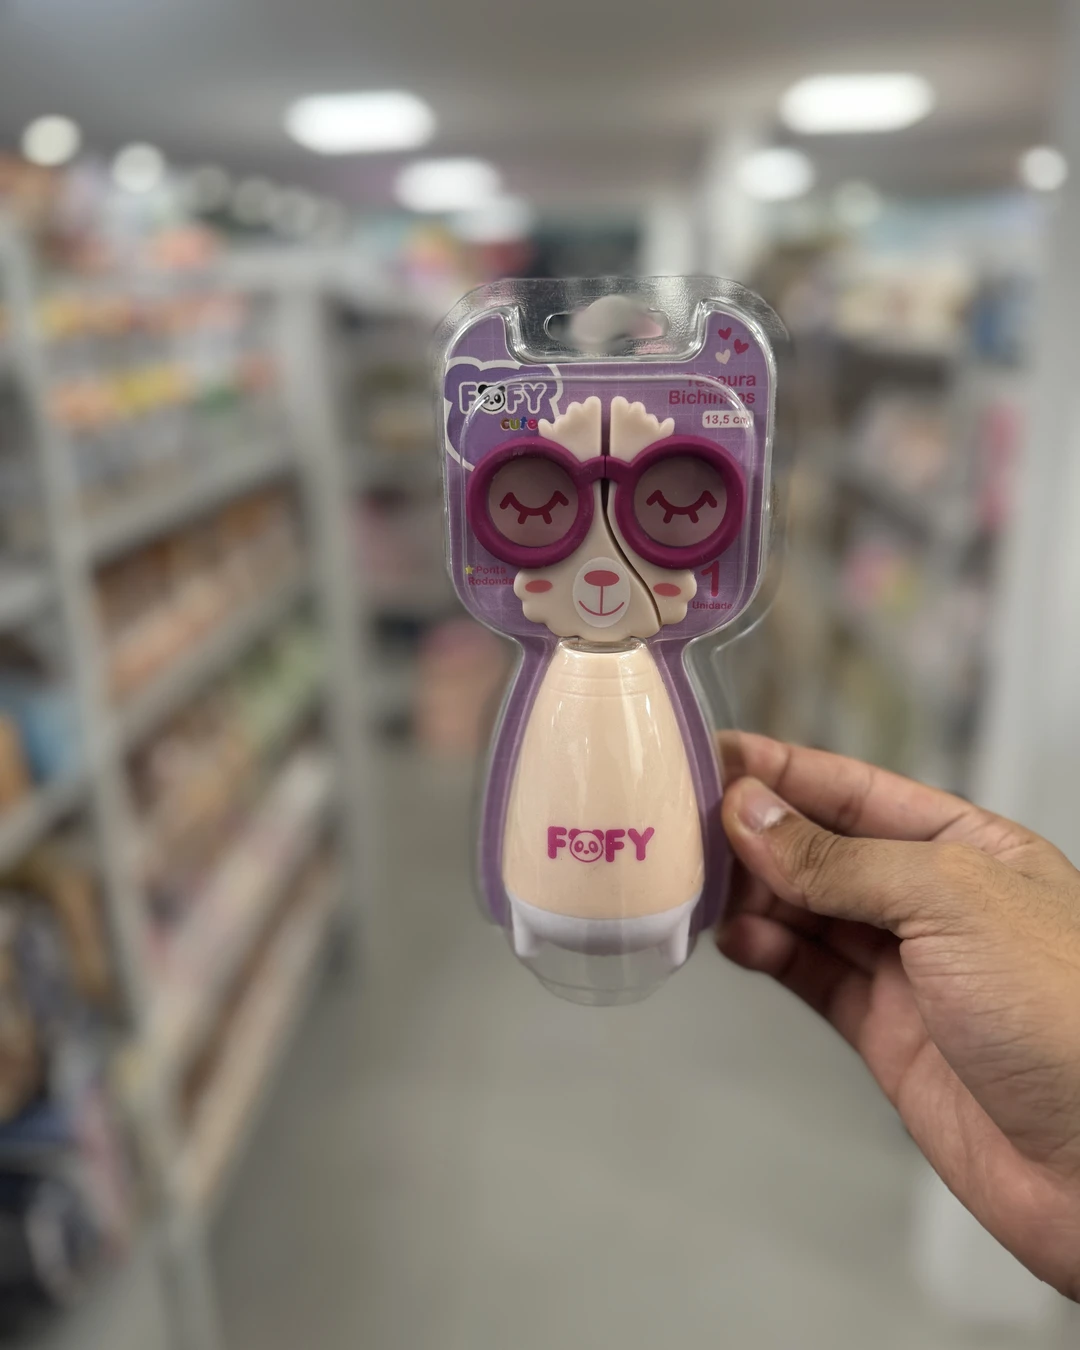 FOFY
cute
Tesoura
Bichinhos
13,5 cm
Ponta
Redonda
1
Unidade
FOFY